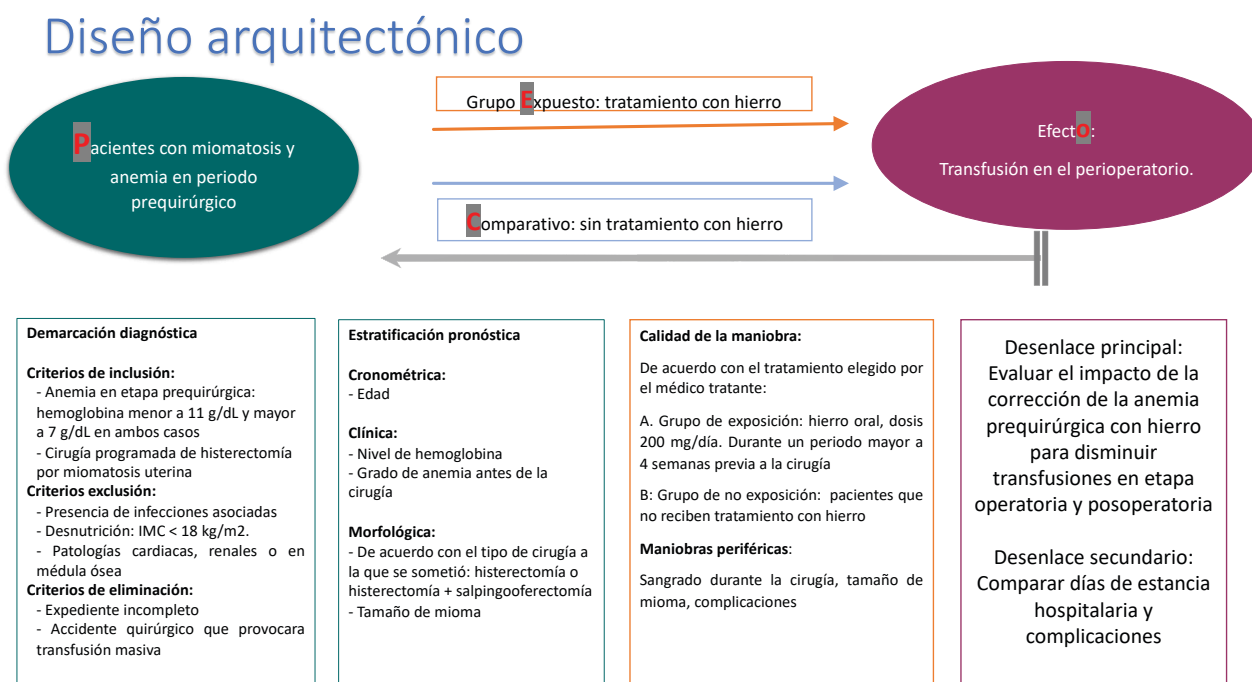 Diseño arquitectónico
Pacientes con miomatosis y
anemia en periodo
prequirúrgico
Grupo Expuesto: tratamiento con hierro
Comparativo: sin tratamiento con hierro
EfectO:
Transfusión en el perioperatorio.
Demarcación diagnóstica
Criterios de inclusión:
- Anemia en etapa prequirúrgica:
hemoglobina menor a 11 g/dL y mayor
a 7 g/dL en ambos casos
- Cirugía programada de histerectomía
por miomatosis uterina
Criterios exclusión:
- Presencia de infecciones asociadas
- Desnutrición: IMC < 18 kg/m2.
- Patologías cardiacas, renales o en
médula ósea
Criterios de eliminación:
- Expediente incompleto
- Accidente quirúrgico que provocara
transfusión masiva
Estratificación pronóstica
Cronométrica:
- Edad
Clínica:
- Nivel de hemoglobina
- Grado de anemia antes de la
cirugía
Morfológica:
- De acuerdo con el tipo de cirugía a
la que se sometió: histerectomía o
histerectomía + salpingooferectomía
- Tamaño de mioma
Calidad de la maniobra:
De acuerdo con el tratamiento elegido por
el médico tratante:
A. Grupo de exposición: hierro oral, dosis
200 mg/día. Durante un periodo mayor a
4 semanas previa a la cirugía
B: Grupo de no exposición: pacientes que
no reciben tratamiento con hierro
Maniobras periféricas:
Sangrado durante la cirugía, tamaño de
mioma, complicaciones
Desenlace principal:
Evaluar el impacto de la
corrección de la anemia
prequirúrgica con hierro
para disminuir
transfusiones en etapa
operatoria y posoperatoria
Desenlace secundario:
Comparar días de estancia
hospitalaria y
complicaciones